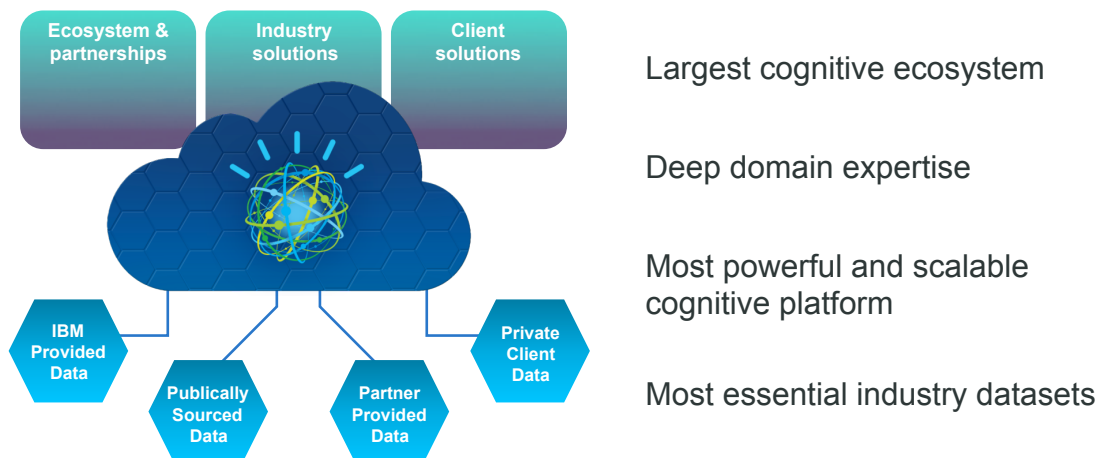 Ecosystem &
partnerships
Industry
solutions
Client
solutions
Largest cognitive ecosystem
Deep domain expertise
Most powerful and scalable
cognitive platform
Most essential industry datasets
IBM
Provided
Data
Publically
Sourced
Data
Partner
Provided
Data
Private
Client
Data